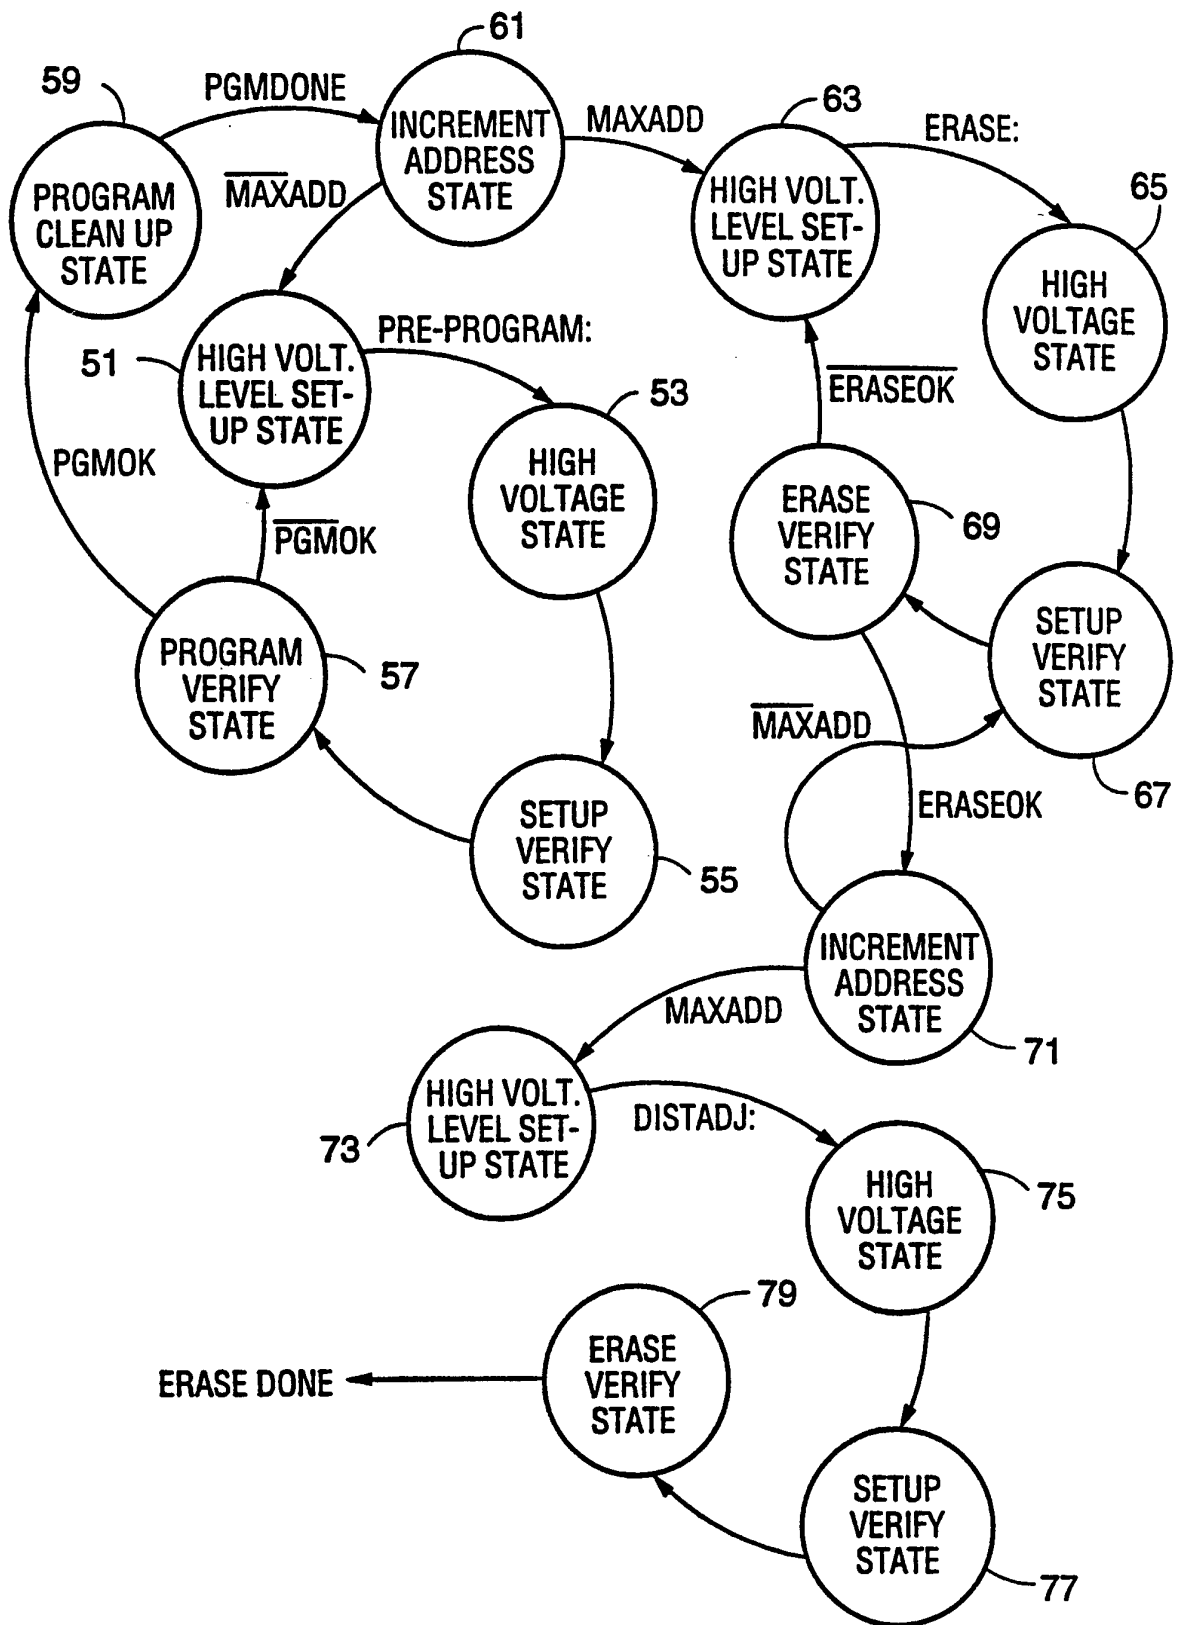 61
59
PGMDONE
INCREMENT
ADDRESS
STATE
MAXADD
63
ERASE:
PROGRAM
CLEAN UP
STATE
MAXADD
HIGH VOLT.
LEVEL SET-
UP STATE
65
HIGH
VOLTAGE
STATE
51
HIGH VOLT.
LEVEL SET-
UP STATE
PRE-PROGRAM:
53
ERASEOK
PGMOK
HIGH
VOLTAGE
STATE
ERASE
VERIFY
STATE
69
PGMOK
SETUP
VERIFY
STATE
PROGRAM
VERIFY
STATE
57
MAXADD
67
ERASEOK
SETUP
VERIFY
STATE
55
INCREMENT
ADDRESS
STATE
MAXADD
71
HIGH VOLT.
LEVEL SET-
UP STATE
73
DISTADJ:
HIGH
VOLTAGE
STATE
75
79
ERASE
VERIFY
STATE
ERASE DONE
SETUP
VERIFY
STATE
77